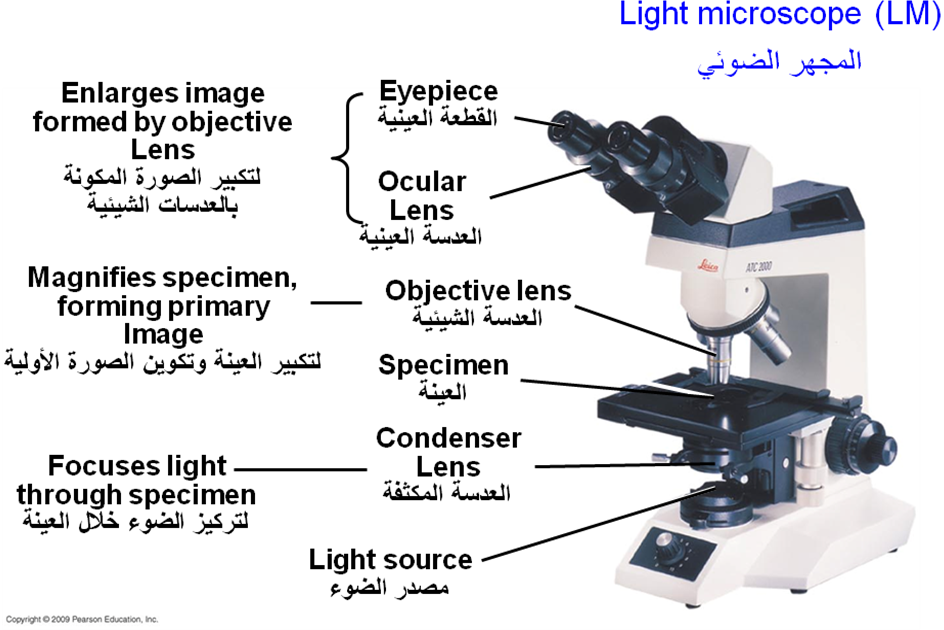 Light microscope (LM)
المجهر الضوئي
Enlarges image
formed by objective
Lens
لتكبير الصورة المكونة
بالعدسات الشيئية
Eyepiece
القطعة العينية
Ocular
Lens
العدسة العينية
Magnifies specimen,
forming primary
Image
لتكبير العينة وتكوين الصورة الأولية
Objective lens
العدسة الشيئية
Specimen
العينة
Focuses light
through specimen
لتركيز الضوء خلال العينة
Condenser
Lens
العدسة المكثفة
Light source
مصدر الضوء
Leica
ATC 2000
Copyright © 2009 Pearson Education, Inc.